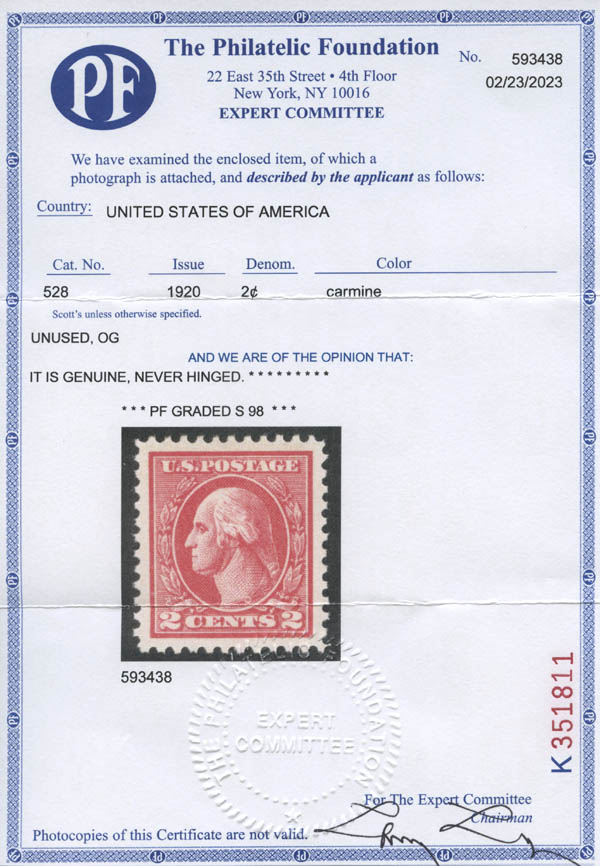 PF
The Philatelic Foundation
22 East 35th Street • 4th Floor
New York, NY 10016
EXPERT COMMITTEE
No. 593438
02/23/2023
We have examined the enclosed item, of which a
photograph is attached, and described by the applicant as follows:
Country: UNITED STATES OF AMERICA
Cat. No. Issue Denom. Color
528 1920 2¢ carmine
Scott's unless otherwise specified.
UNUSED, OG
AND WE ARE OF THE OPINION THAT:
IT IS GENUINE, NEVER HINGED. * * * * * * * * *
* * * PF GRADED S 98 * * *
U.S. POSTAGE
2 CENTS 2
593438
THE PHILATELIC FOUNDATION
EXPERT
COMMITTEE
K351811
For The Expert Committee
Chairman
Photocopies of this Certificate are not valid.